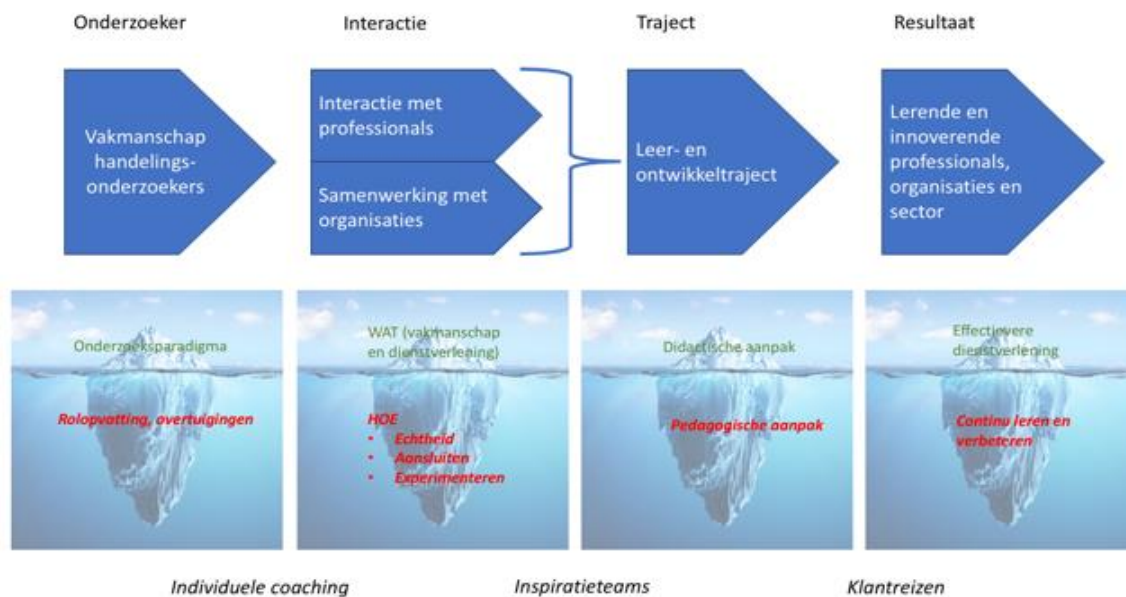 Onderzoeker
Interactie
Traject
Resultaat
Vakmanschap
handelings-
onderzoekers
Interactie met
professionals
Samenwerking met
organisaties
Leer- en
ontwikkeltraject
Lerende en
innoverende
professionals,
organisaties en
sector
Onderzoeksparadigma
Rolopvatting, overtuigingen
WAT (vakmanschap
en dienstverlening)
HOE
• Echtheid
• Aansluiten
• Experimenteren
Didactische aanpak
Pedagogische aanpak
Effectievere
dienstverlening
Continu leren en
verbeteren
Individuele coaching
Inspiratieteams
Klantreizen